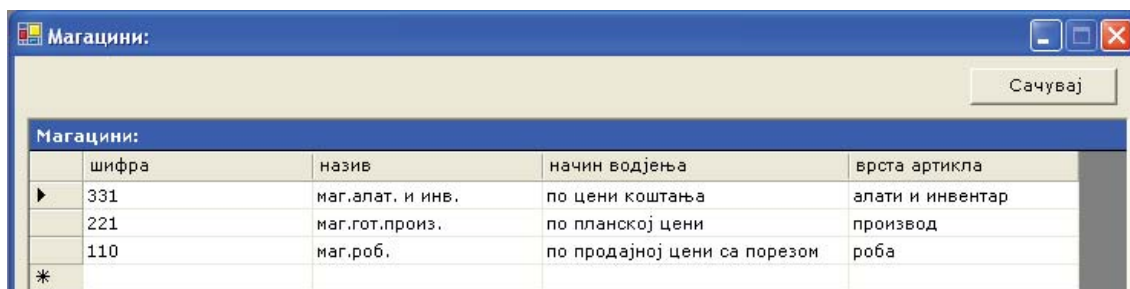 Магацини:
Сачувај
Магацини:
шифра назив начин водјења врста артикла
331 маг.алат. и инв. по цени коштања алати и инвентар
221 маг.гот.произ. по планској цени производ
110 маг.роб. по продајној цени са порезом роба